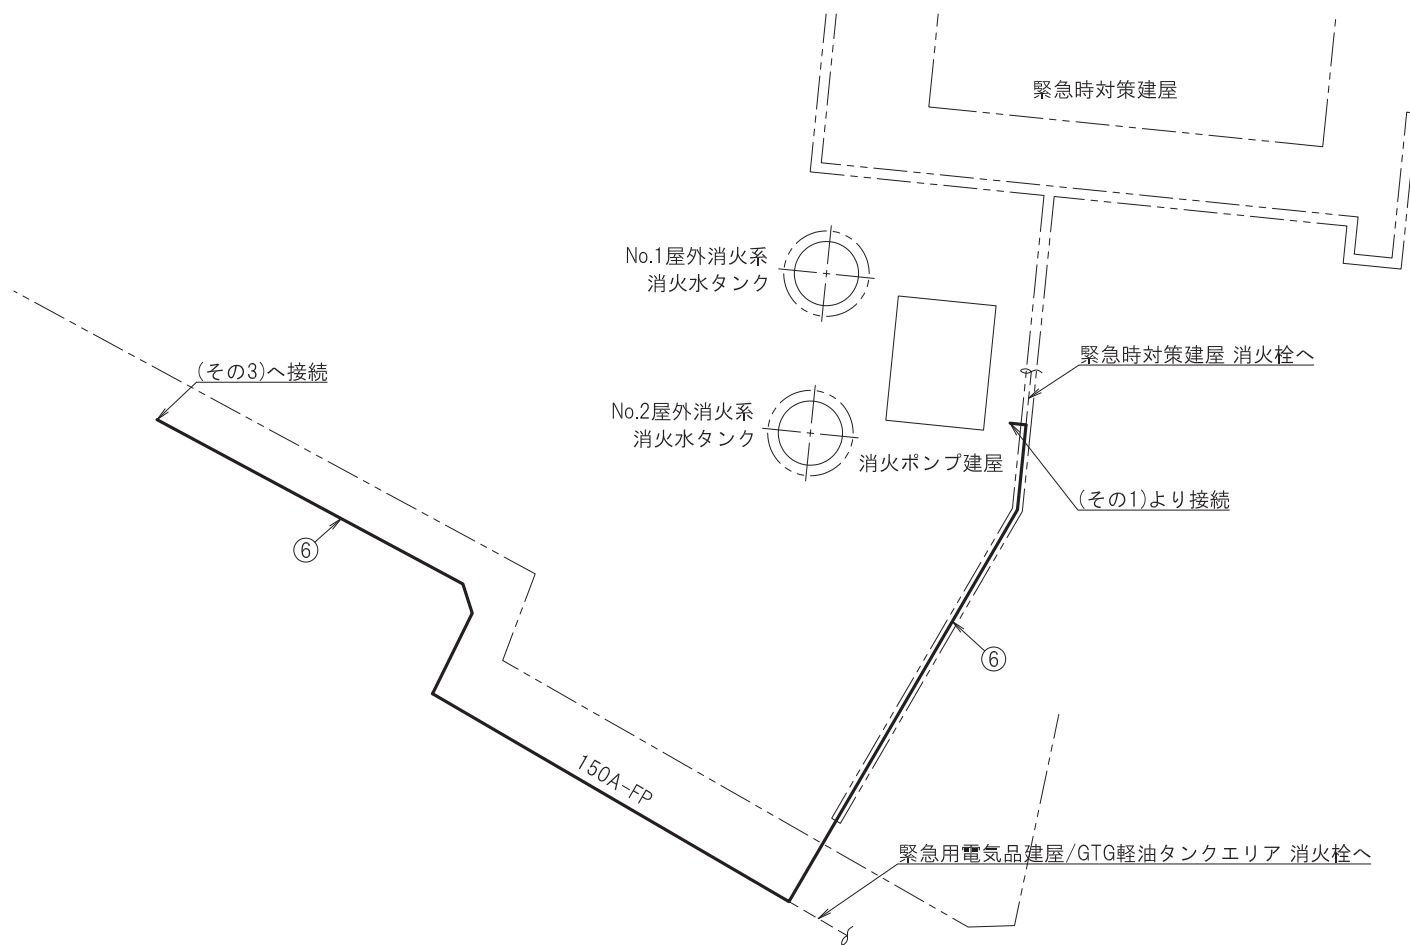 緊急時対策建屋
No.1屋外消火系
消火水タンク
緊急時対策建屋 消火栓へ
(その3)へ接続
No.2屋外消火系
消火水タンク
消火ポンプ建屋
(その1)より接続
⑥
⑥
150A-FP
緊急用電気品建屋/GTG軽油タンクエリア 消火栓へ